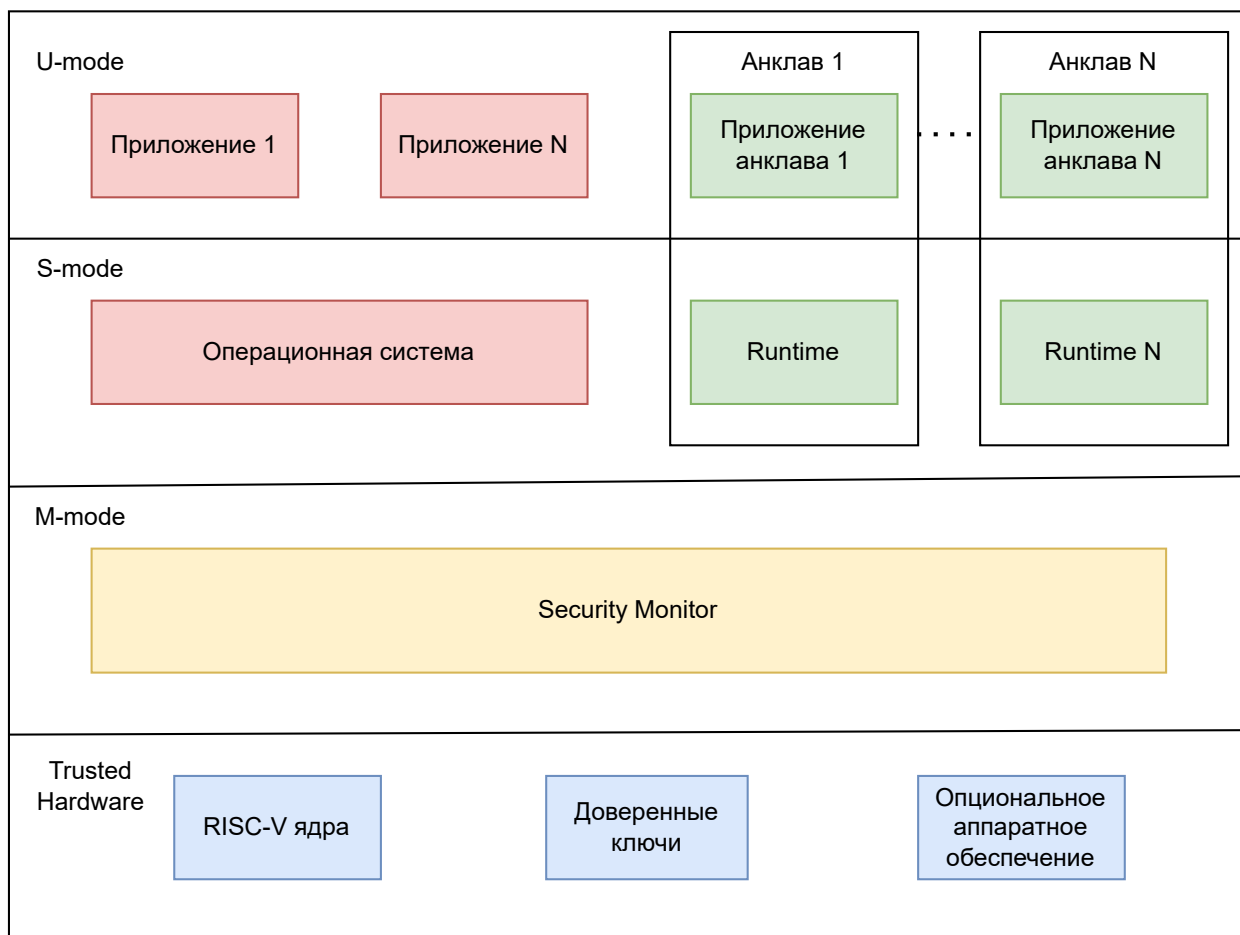 U-mode
Анклав 1
Анклав N
Приложение 1
Приложение N
Приложение
анклава 1
. . . .
Приложение
анклава N
S-mode
Операционная система
Runtime
Runtime N
M-mode
Security Monitor
Trusted
Hardware
RISC-V ядра
Доверенные
ключи
Опциональное
аппаратное
обеспечение